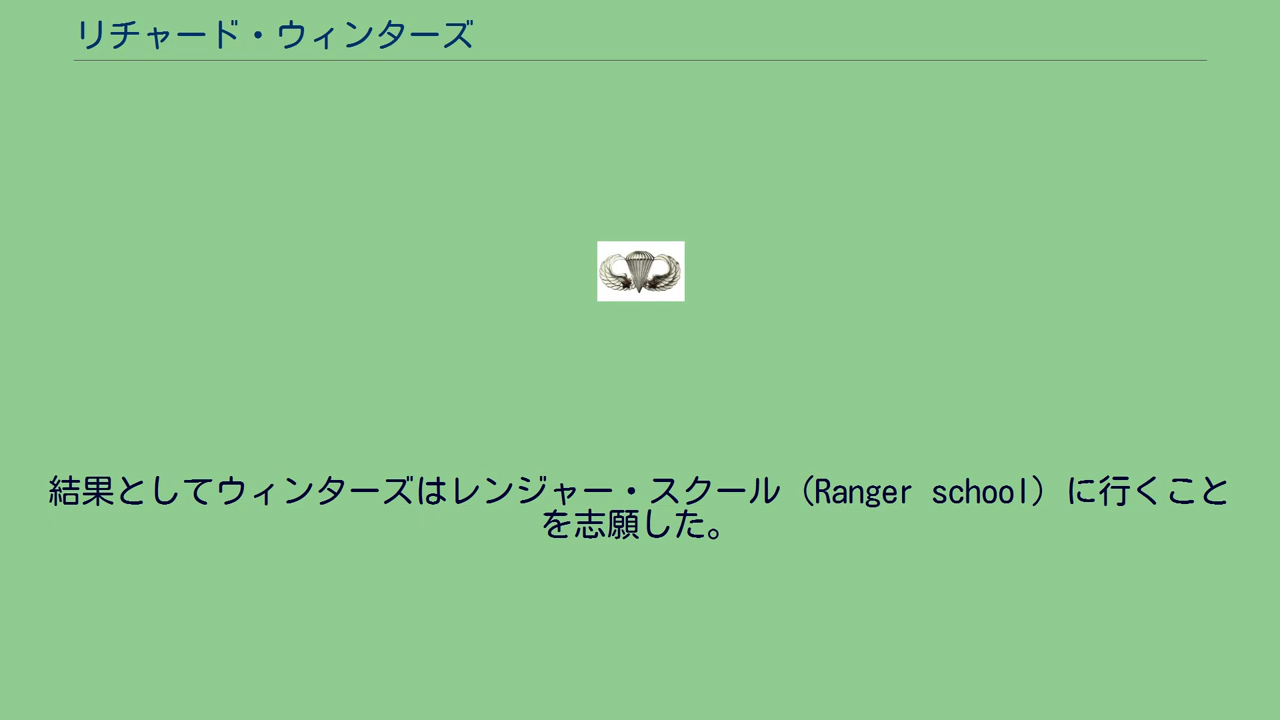 リチャード・ウィンターズ
結果としてウィンターズはレンジャー・スクール（Ranger school）に行くこと
を志願した。